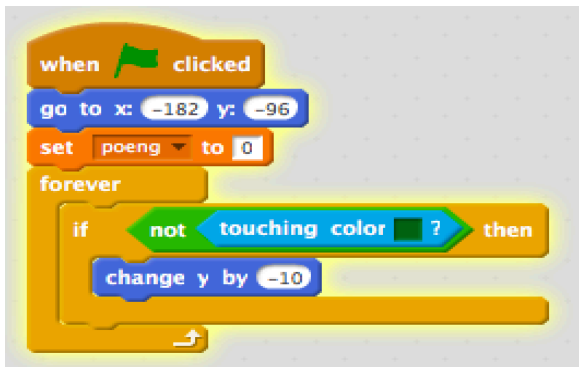 when clicked
go to x: -182 y: -96
set poeng to 0
forever
if not touching color ? then
change y by -10